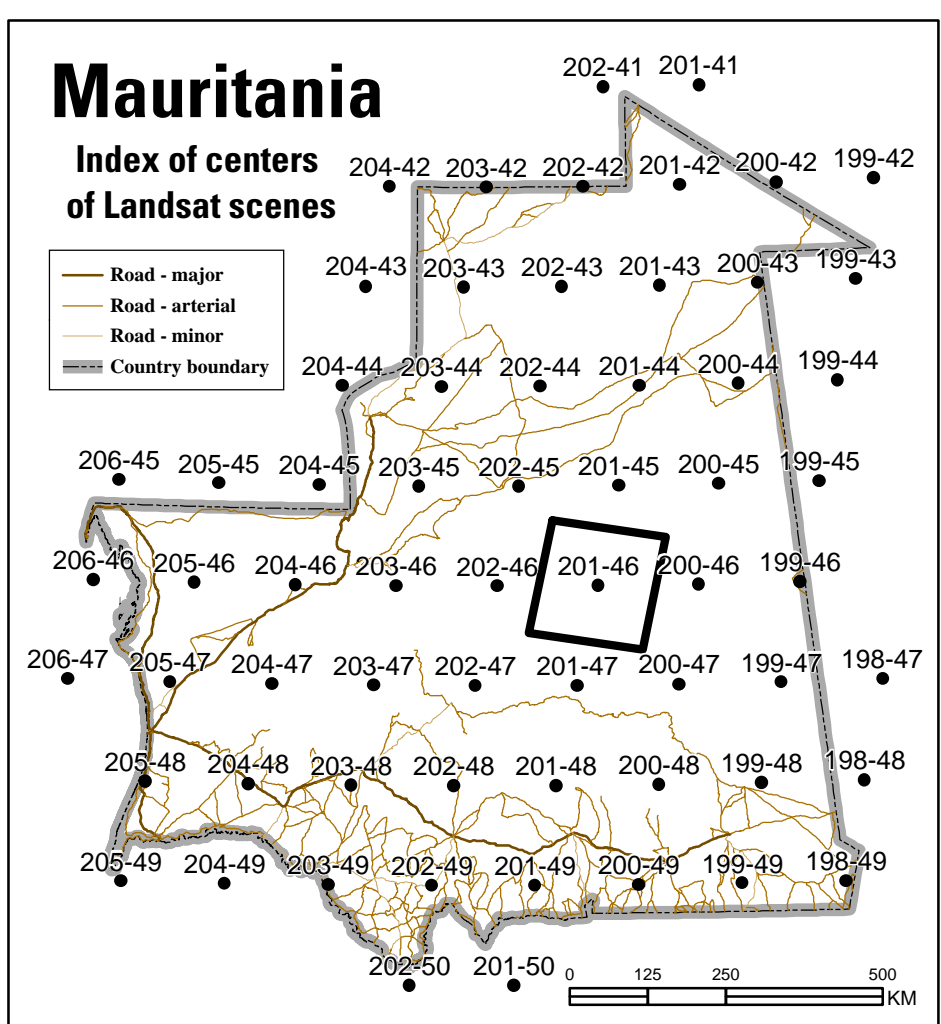 Mauritania
Index of centers
of Landsat scenes
202-41 201-41
204-42 203-42 202-42 201-42 200-42 199-42
Road - major
Road - arterial
Road - minor
Country boundary
204-43 203-43 202-43 201-43 200-43 199-43
204-44 203-44 202-44 201-44 200-44 199-44
206-45 205-45 204-45 203-45 202-45 201-45 200-45 199-45
206-46 205-46 204-46 203-46 202-46 201-46 200-46 199-46
206-47 205-47 204-47 203-47 202-47 201-47 200-47 199-47 198-47
205-48 204-48 203-48 202-48 201-48 200-48 199-48 198-48
205-49 204-49 203-49 202-49 201-49 200-49 199-49 198-49
202-50 201-50
0 125 250 500
KM